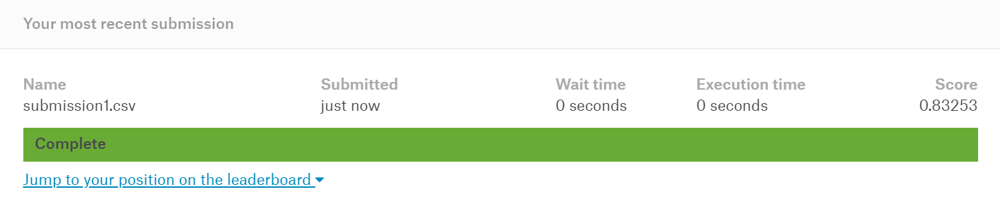 Your most recent submission
Name Submitted Wait time Execution time Score
submission1.csv just now 0 seconds 0 seconds 0.83253
Complete
Jump to your position on the leaderboard